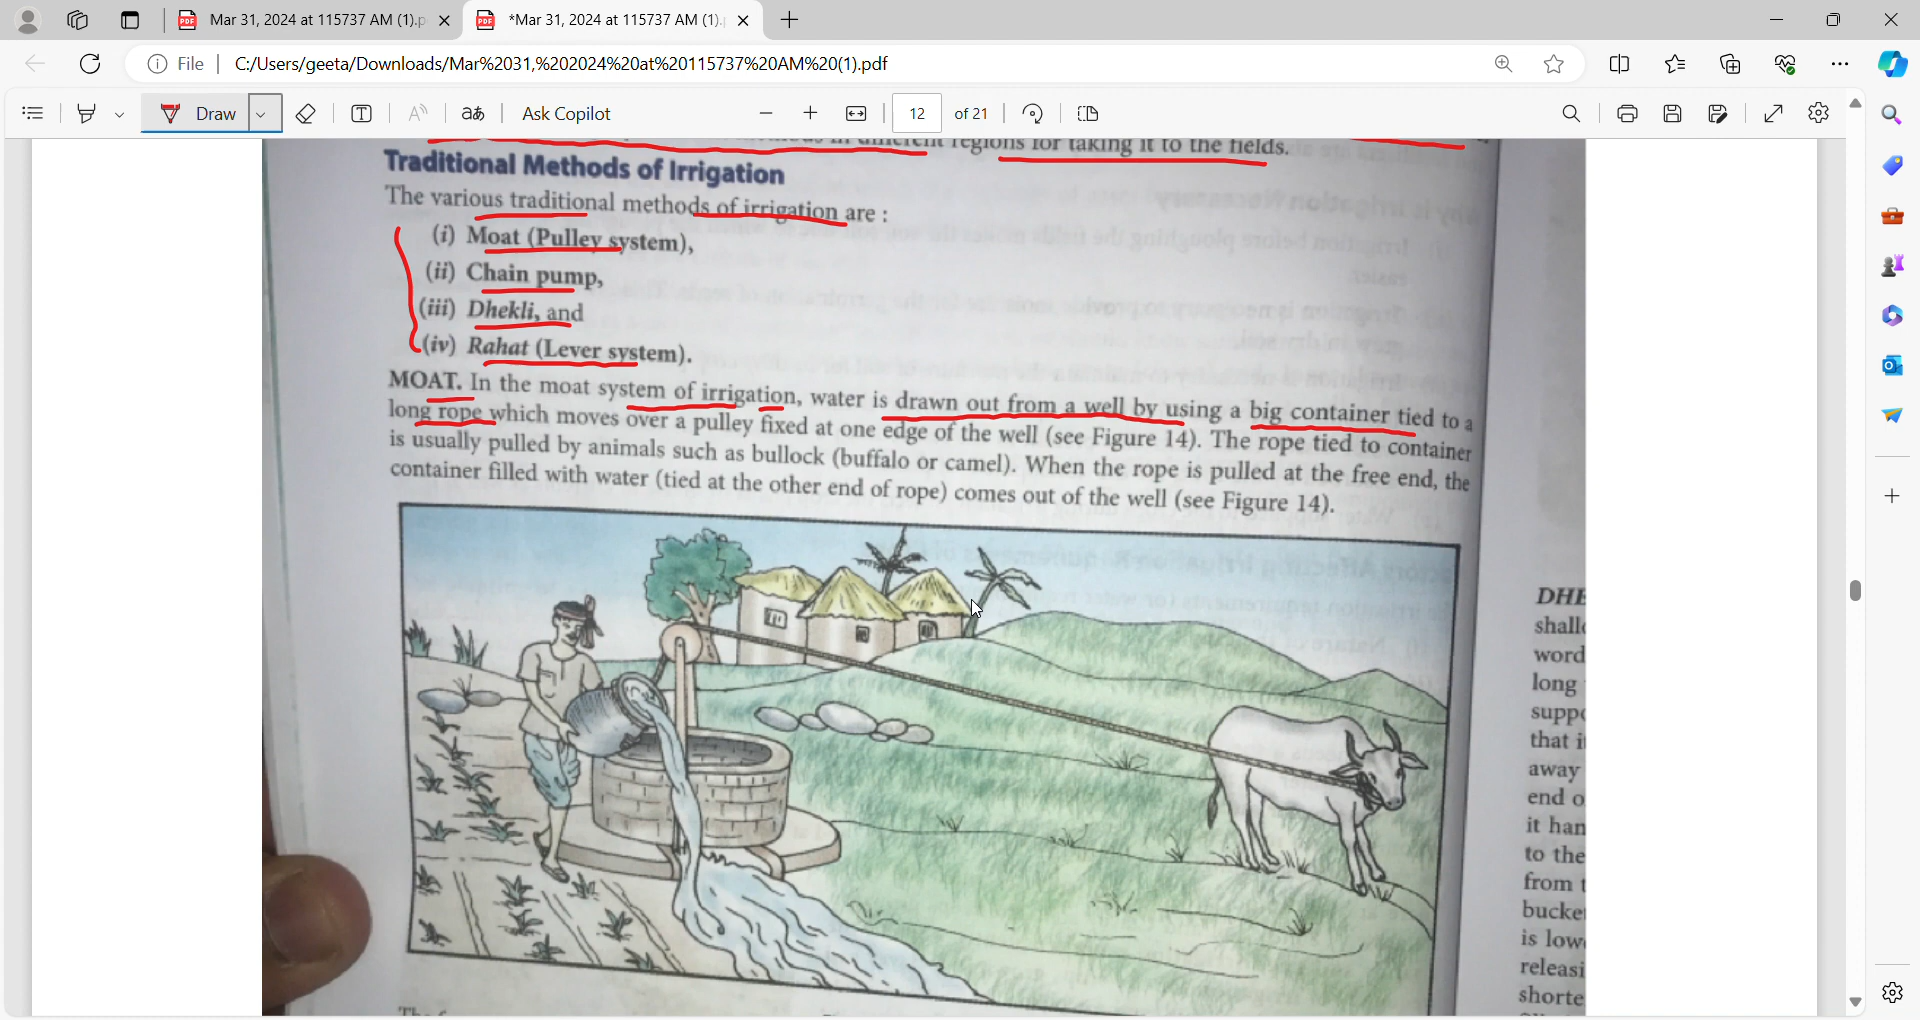 Mar 31, 2024 at 115737 AM (1).p
*Mar 31, 2024 at 115737 AM (1).
File
C:/Users/geeta/Downloads/Mar%2031,%202024%20at%20115737%20AM%20(1).pdf
Draw
Ask Copilot
12 of 21
regions for taking it to the fields.
Traditional Methods of Irrigation
The various traditional methods of irrigation are :
(i) Moat (Pulley system),
(ii) Chain pump,
(iii) Dhekli, and
(iv) Rahat (Lever system).
MOAT. In the moat system of irrigation, water is drawn out from a well by using a big container tied to a
long rope which moves over a pulley fixed at one edge of the well (see Figure 14). The rope tied to container
is usually pulled by animals such as bullock (buffalo or camel). When the rope is pulled at the free end, the
container filled with water (tied at the other end of rope) comes out of the well (see Figure 14).
DHE
shall
word
long
supp
that i
away
end o
it han
to the
from t
bucke
is low
releasi
shorte